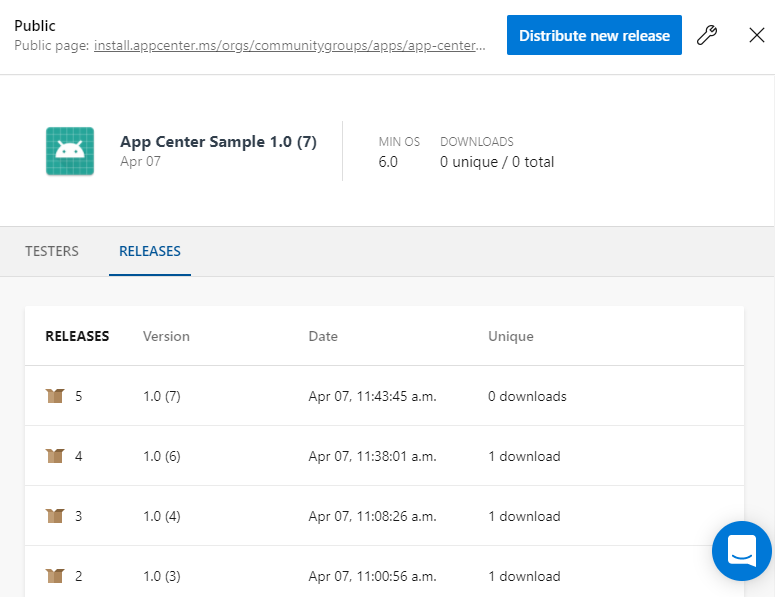 Public
Public page: install.appcenter.ms/orgs/communitygroups/apps/app-center...
Distribute new release
App Center Sample 1.0 (7)
Apr 07
MIN OS
6.0
DOWNLOADS
0 unique / 0 total
TESTERS RELEASES
RELEASES Version Date Unique
5 1.0 (7) Apr 07, 11:43:45 a.m. 0 downloads
4 1.0 (6) Apr 07, 11:38:01 a.m. 1 download
3 1.0 (4) Apr 07, 11:08:26 a.m. 1 download
2 1.0 (3) Apr 07, 11:00:56 a.m. 1 download